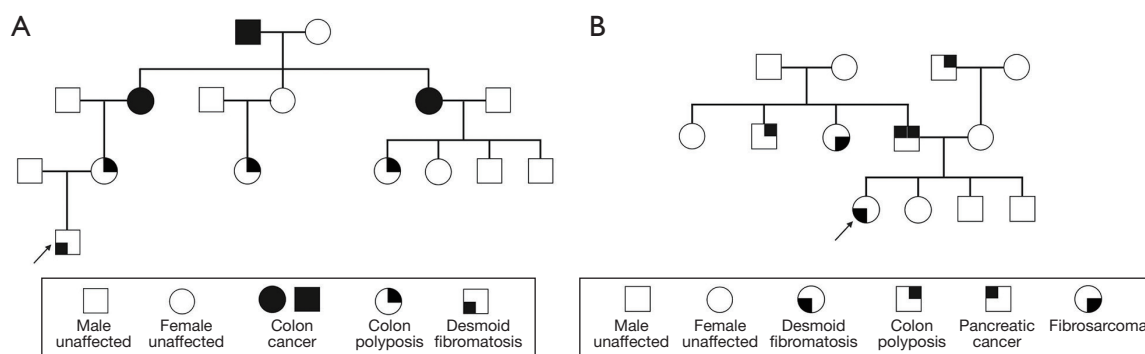 A
B
Male unaffected
Female unaffected
Colon cancer
Colon polyposis
Desmoid fibromatosis
Male unaffected
Female unaffected
Desmoid fibromatosis
Colon polyposis
Pancreatic cancer
Fibrosarcoma